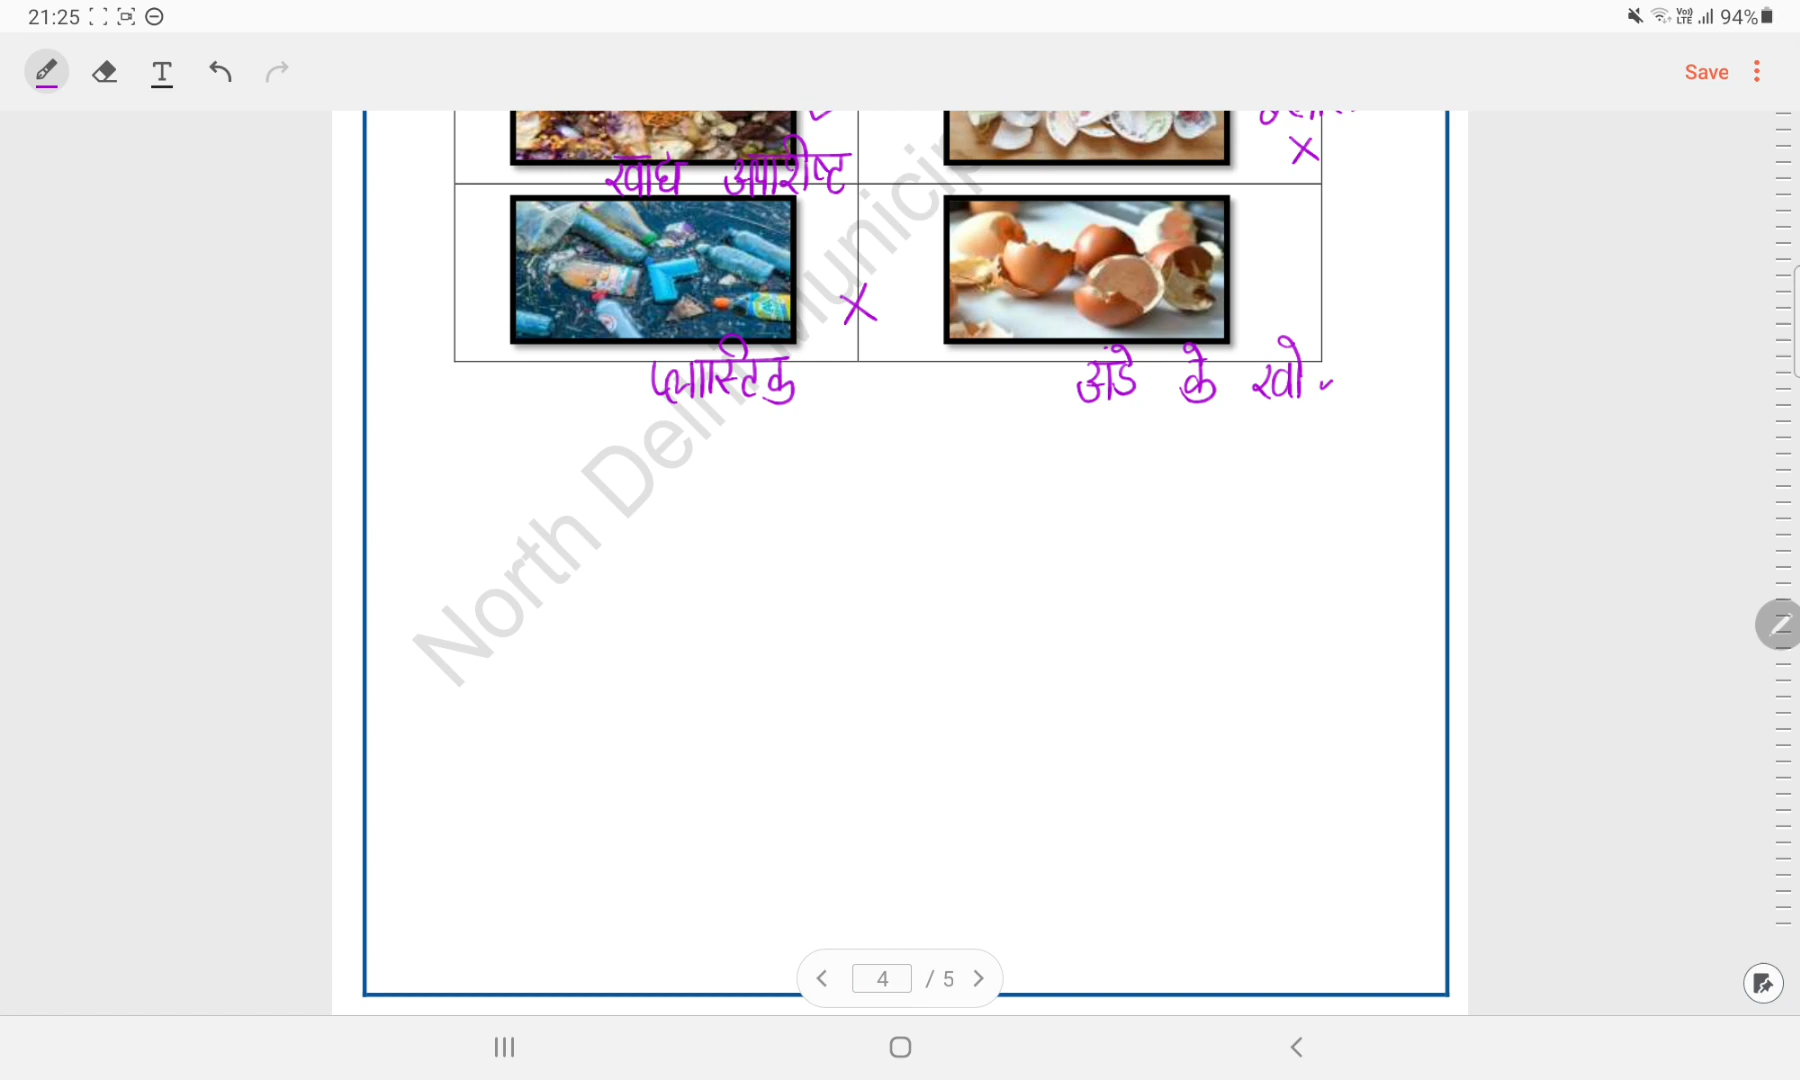 21:25
94%
Save
खाद्य अपशिष्ट
×
प्लास्टिक ×
अंडे के खो
North Delhi Municip
4 / 5